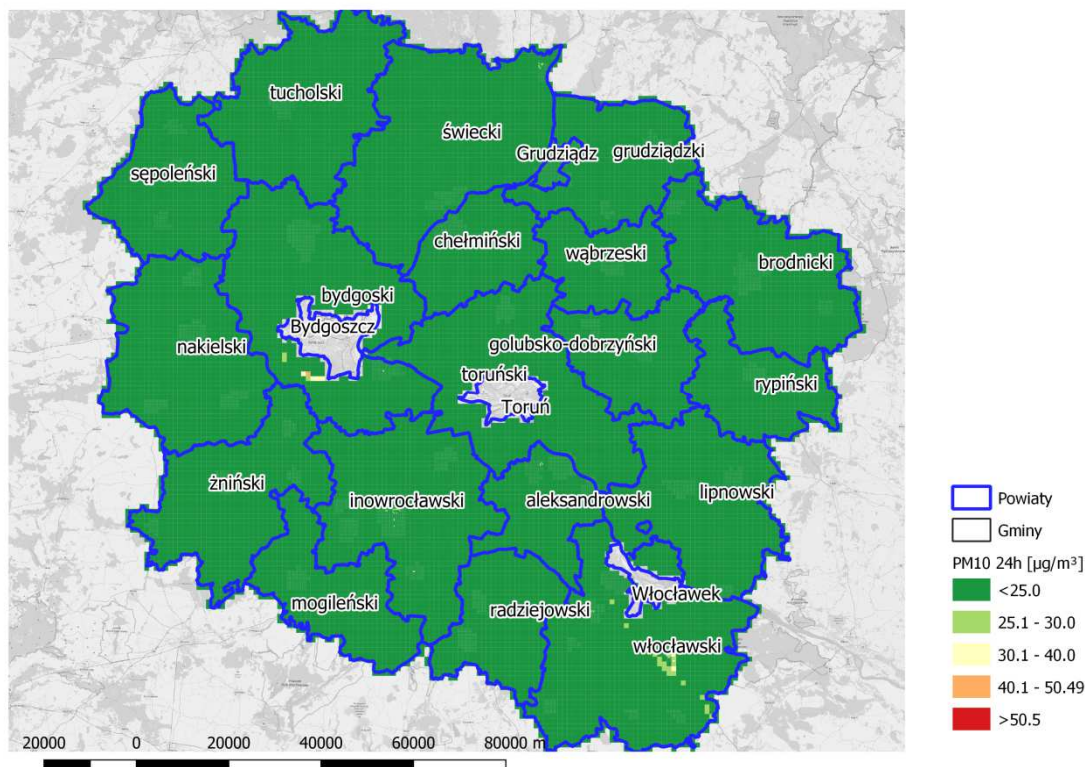 tucholski
świecki
Grudziądz
grudziądzki
sępoleński
chełmiński
wąbrzeski
brodnicki
bydgoski
Bydgoszcz
nakielski
golubsko-dobrzyński
toruński
rypiński
Toruń
żniński
inowrocławski
aleksandrowski
lipnowski
mogileński
radziejowski
Włocławek
włocławski
20000 0 20000 40000 60000 80000 m
Powiaty
Gminy
PM10 24h [µg/m³]
<25.0
25.1 - 30.0
30.1 - 40.0
40.1 - 50.49
>50.5